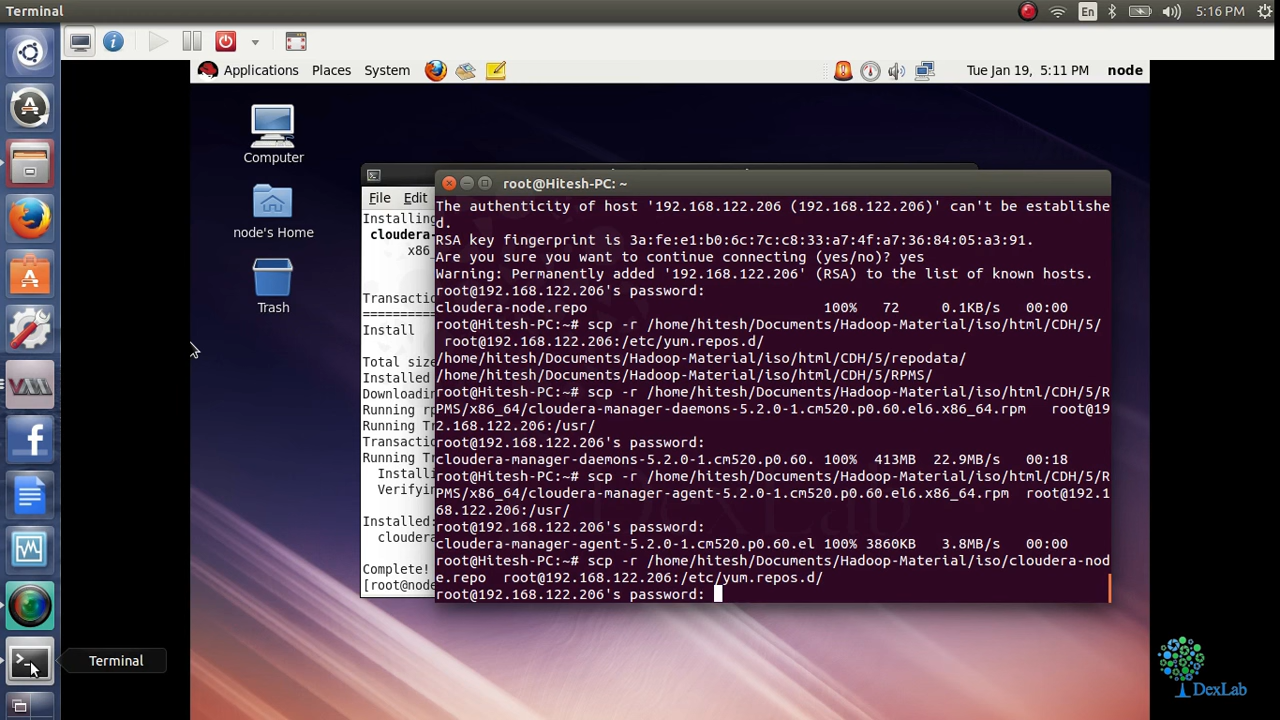 Terminal
En
5:16 PM
Applications Places System
Tue Jan 19, 5:11 PM
node
Computer
node's Home
Trash
File Edit
Installing
cloudera-
x86_
Transactio
Install
Total size
Installed
Downloadin
Running rp
Running Tr
Transactio
Running Tr
Installi
Verifyin
Installed:
cloudera
Complete!
[root@node
root@Hitesh-PC: ~
The authenticity of host '192.168.122.206 (192.168.122.206)' can't be establishe
d.
RSA key fingerprint is 3a:fe:e1:b0:6c:7c:c8:33:a7:4f:a7:36:84:05:a3:91.
Are you sure you want to continue connecting (yes/no)? yes
Warning: Permanently added '192.168.122.206' (RSA) to the list of known hosts.
root@192.168.122.206's password:
cloudera-node.repo 100% 72 0.1KB/s 00:00
root@Hitesh-PC:~# scp -r /home/hitesh/Documents/Hadoop-Material/iso/html/CDH/5/
root@192.168.122.206:/etc/yum.repos.d/
/home/hitesh/Documents/Hadoop-Material/iso/html/CDH/5/repodata/
/home/hitesh/Documents/Hadoop-Material/iso/html/CDH/5/RPMS/
root@Hitesh-PC:~# scp -r /home/hitesh/Documents/Hadoop-Material/iso/html/CDH/5/R
PMS/x86_64/cloudera-manager-daemons-5.2.0-1.cm520.p0.60.el6.x86_64.rpm root@19
2.168.122.206:/usr/
root@192.168.122.206's password:
cloudera-manager-daemons-5.2.0-1.cm520.p0.60. 100% 413MB 22.9MB/s 00:18
root@Hitesh-PC:~# scp -r /home/hitesh/Documents/Hadoop-Material/iso/html/CDH/5/R
PMS/x86_64/cloudera-manager-agent-5.2.0-1.cm520.p0.60.el6.x86_64.rpm root@192.1
68.122.206:/usr/
root@192.168.122.206's password:
cloudera-manager-agent-5.2.0-1.cm520.p0.60.el 100% 3860KB 3.8MB/s 00:00
root@Hitesh-PC:~# scp -r /home/hitesh/Documents/Hadoop-Material/iso/cloudera-nod
e.repo root@192.168.122.206:/etc/yum.repos.d/
root@192.168.122.206's password:
Terminal
DexLab